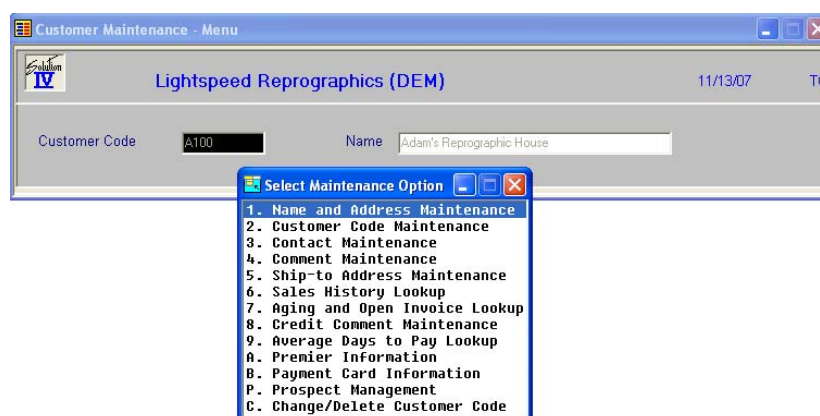 Customer Maintenance - Menu
Solution
IV
Lightspeed Reprographics (DEM)
11/13/07
Customer Code
A100
Name
Adam's Reprographic House
Select Maintenance Option
1. Name and Address Maintenance
2. Customer Code Maintenance
3. Contact Maintenance
4. Comment Maintenance
5. Ship-to Address Maintenance
6. Sales History Lookup
7. Aging and Open Invoice Lookup
8. Credit Comment Maintenance
9. Average Days to Pay Lookup
A. Premier Information
B. Payment Card Information
P. Prospect Management
C. Change/Delete Customer Code